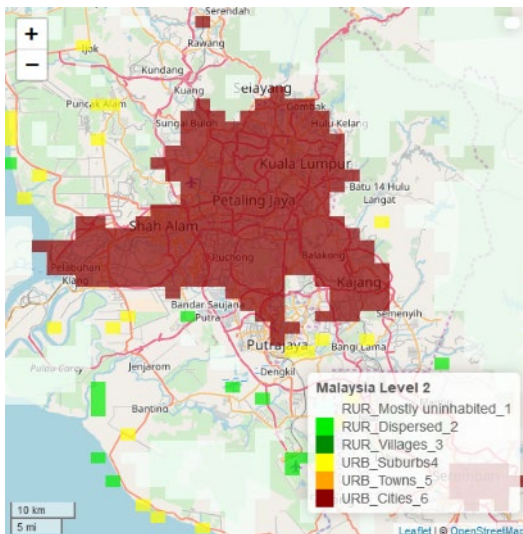 Serendah
+
Rawang
−
Ijok
Kundang
Kuang
Selayang
Puncak Alam
Gombak
Sungai Buloh
Hulu Kelang
Kuala Lumpur
Batu 14 Hulu
Langat
Petaling Jaya
Shah Alam
Puchong
Balakong
Pelabuhan
Klang
Kajang
Bandar Saujana
Putra
Semenyih
Putrajaya
Bangi Lama
Jenjarom
Dengkil
Banting
Malaysia Level 2
RUR_Mostly uninhabited_1
RUR_Dispersed_2
RUR_Villages_3
URB_Suburbs4
URB_Towns_5
URB_Cities_6
Seremban
10 km
5 mi
Leaflet | © OpenStreetMap